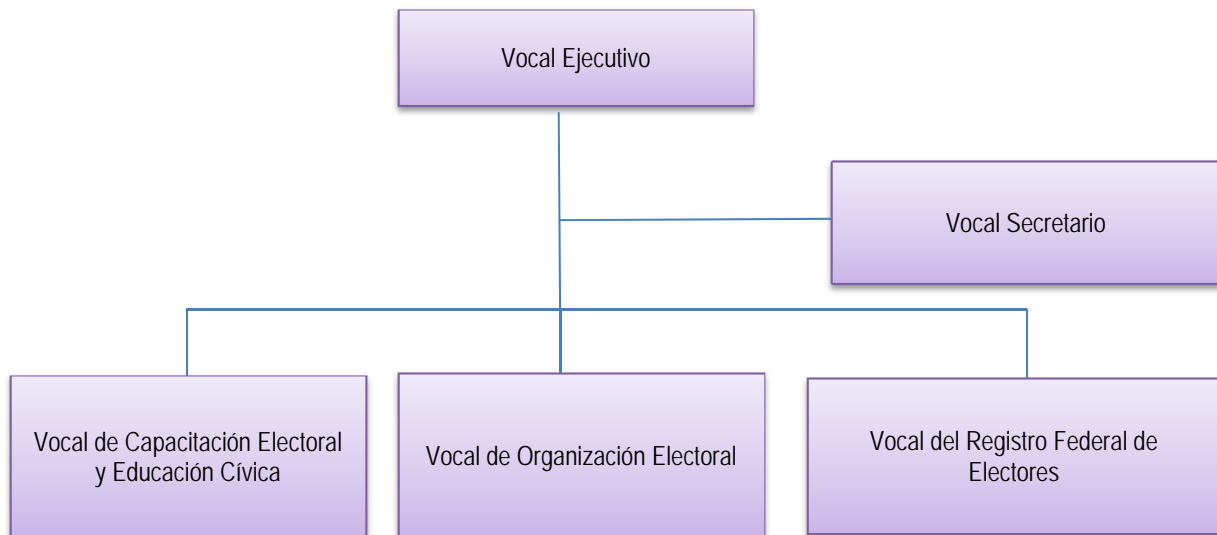 Vocal Ejecutivo
Vocal Secretario
Vocal de Capacitación Electoral
y Educación Cívica
Vocal de Organización Electoral
Vocal del Registro Federal de
Electores